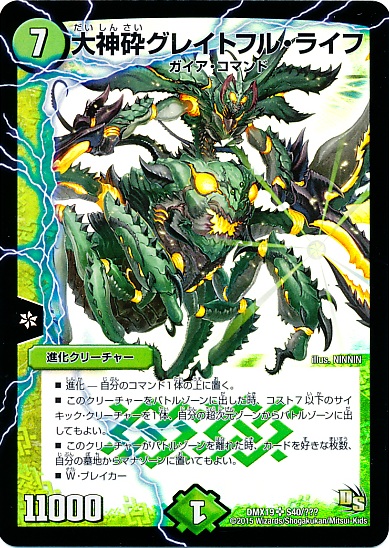 だいしんさい
7 大神砕グレイトフル・ライフ
ガイア・コマンド
illus. NINNIN
進化クリーチャー
■ 進化 — 自分のコマンド1体の上に置く。
■ このクリーチャーをバトルゾーンに出した時、コスト7以下のサイ
キック・クリーチャーを1体、自分の超次元ゾーンからバトルゾーンに出
してもよい。
■ このクリーチャーがバトルゾーンを離れた時、カードを好きな枚数、
自分の墓地からマナゾーンに置いてもよい。
■ W・ブレイカー
11000
1
DS
DMX19 S40/???
©2015 Wizards/Shogakukan/Mitsui Kids